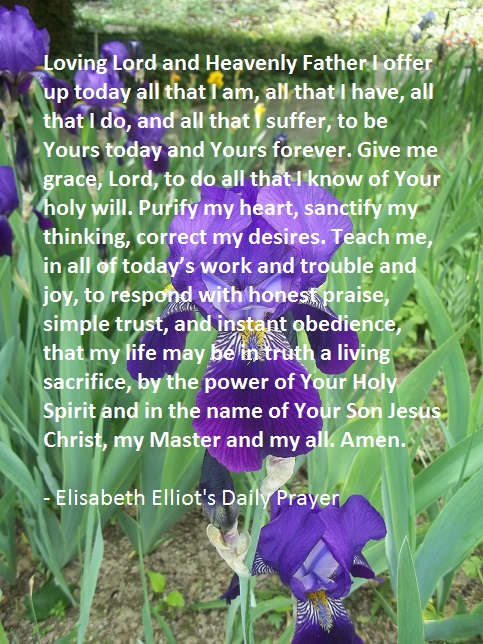 Loving Lord and Heavenly Father I offer
up today all that I am, all that I have, all
that I do, and all that I suffer, to be
Yours today and Yours forever. Give me
grace, Lord, to do all that I know of Your
holy will. Purify my heart, sanctify my
thinking, correct my desires. Teach me,
in all of today’s work and trouble and
joy, to respond with honest praise,
simple trust, and instant obedience,
that my life may be in truth a living
sacrifice, by the power of Your Holy
Spirit and in the name of Your Son Jesus
Christ, my Master and my all. Amen.
- Elisabeth Elliot's Daily Prayer